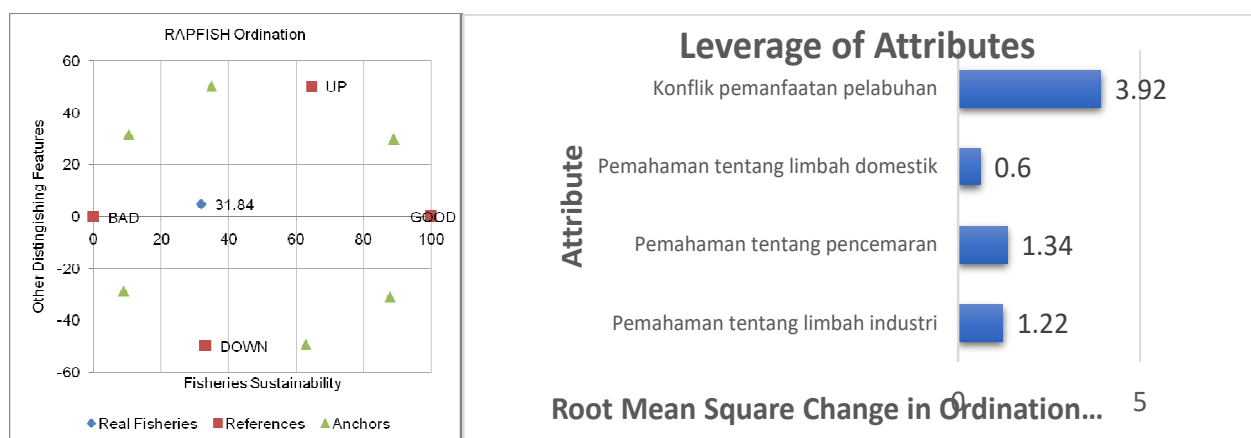 RAPFISH Ordination
60
UP
40
20
31.84
0
BAD
GOOD
0
20
40
60
80
100
-20
-40
DOWN
-60
Other Distingishing Features
Fisheries Sustainability
Real Fisheries
References
Anchors
Leverage of Attributes
Attribute
Konflik pemanfaatan pelabuhan
3.92
Pemahaman tentang limbah domestik
0.6
Pemahaman tentang pencemaran
1.34
Pemahaman tentang limbah industri
1.22
0
5
Root Mean Square Change in Ordination…